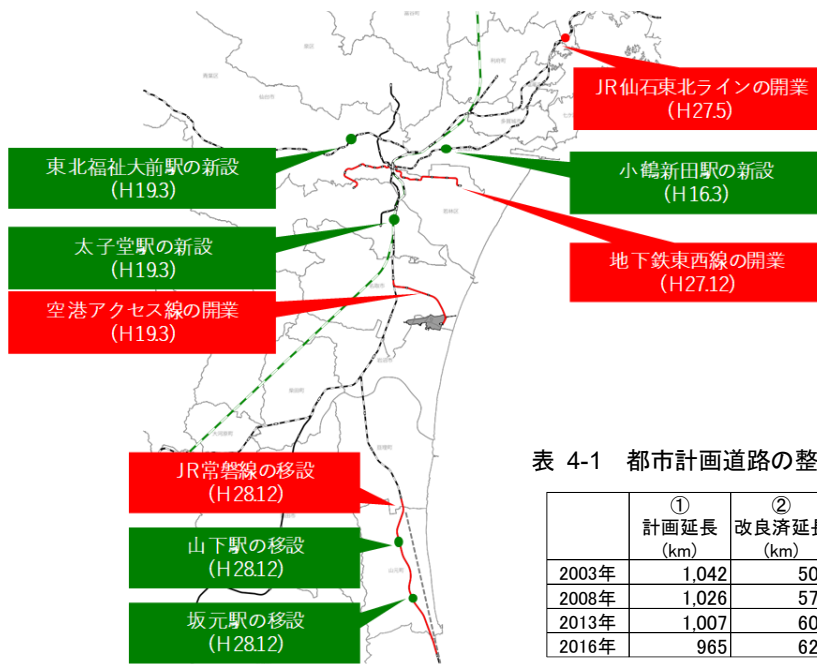 JR仙石東北ラインの開業
(H27.5)
東北福祉大前駅の新設
(H19.3)
小鶴新田駅の新設
(H16.3)
太子堂駅の新設
(H19.3)
地下鉄東西線の開業
(H27.12)
空港アクセス線の開業
(H19.3)
JR常磐線の移設
(H28.12)
山下駅の移設
(H28.12)
坂元駅の移設
(H28.12)
山元町
表 4-1 都市計画道路の整
① ②
計画延長 改良済延長
(km) (km)
2003年 1,042 50
2008年 1,026 57
2013年 1,007 60
2016年 965 62